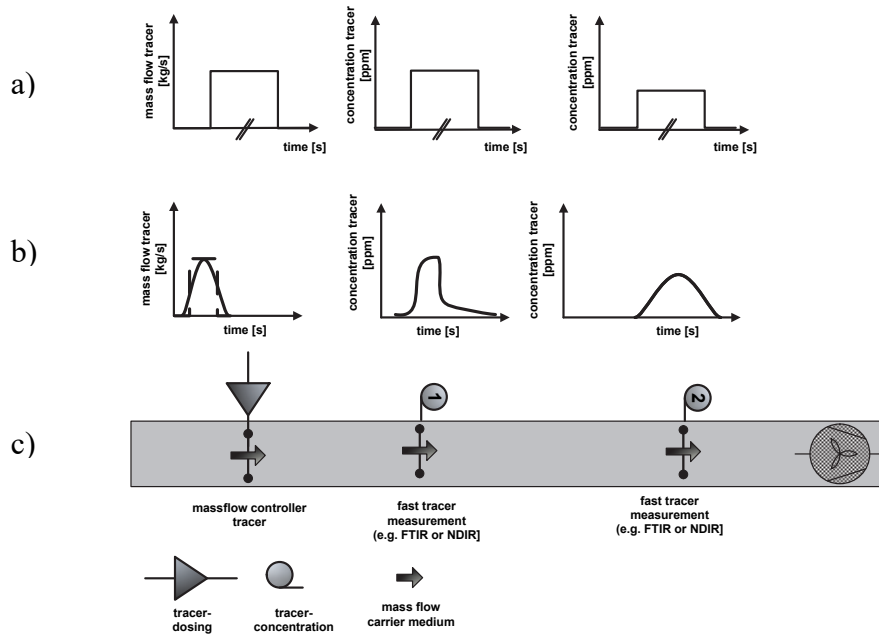 a)
mass flow tracer
[kg/s]
time [s]
concentration tracer
[ppm]
time [s]
concentration tracer
[ppm]
time [s]
b)
mass flow tracer
[kg/s]
time [s]
concentration tracer
[ppm]
time [s]
concentration tracer
[ppm]
time [s]
c)
1
2
massflow controller
tracer
fast tracer
measurement
(e.g. FTIR or NDIR]
fast tracer
measurement
(e.g. FTIR or NDIR]
tracer-
dosing
tracer-
concentration
mass flow
carrier medium